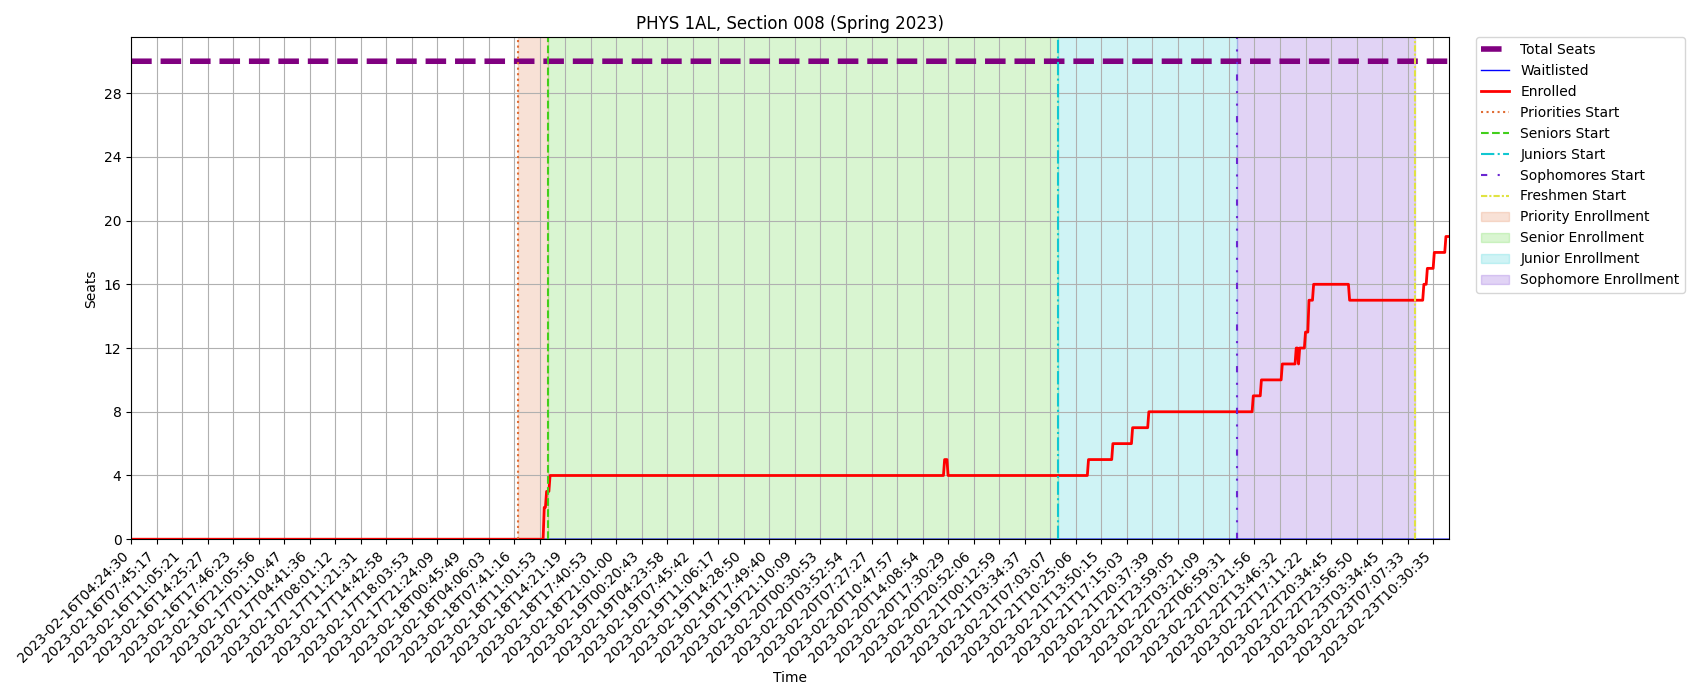 PHYS 1AL, Section 008 (Spring 2023)
Total Seats
Waitlisted
Enrolled
Priorities Start
Seniors Start
Juniors Start
Sophomores Start
Freshmen Start
Priority Enrollment
Senior Enrollment
Junior Enrollment
Sophomore Enrollment
Seats
28
24
20
16
12
8
4
0
2023-02-16T04:24:30
2023-02-16T07:45:17
2023-02-16T11:05:21
2023-02-16T14:25:27
2023-02-16T17:46:23
2023-02-16T21:05:56
2023-02-17T01:10:47
2023-02-17T04:41:36
2023-02-17T08:01:12
2023-02-17T11:21:31
2023-02-17T14:42:58
2023-02-17T18:03:53
2023-02-17T21:24:09
2023-02-18T00:45:49
2023-02-18T04:06:03
2023-02-18T07:41:16
2023-02-18T11:01:53
2023-02-18T14:21:19
2023-02-18T17:40:53
2023-02-18T21:01:00
2023-02-19T00:20:43
2023-02-19T04:23:58
2023-02-19T07:45:42
2023-02-19T11:06:17
2023-02-19T14:28:50
2023-02-19T17:49:40
2023-02-19T21:10:09
2023-02-20T00:30:53
2023-02-20T03:52:54
2023-02-20T07:27:27
2023-02-20T10:47:57
2023-02-20T14:08:54
2023-02-20T17:30:29
2023-02-20T20:52:06
2023-02-21T00:12:59
2023-02-21T03:34:37
2023-02-21T07:03:07
2023-02-21T10:25:06
2023-02-21T13:50:15
2023-02-21T17:15:03
2023-02-21T20:37:39
2023-02-21T23:59:05
2023-02-22T03:21:09
2023-02-22T06:59:31
2023-02-22T10:21:56
2023-02-22T13:46:32
2023-02-22T17:11:22
2023-02-22T20:34:45
2023-02-22T23:56:50
2023-02-23T03:34:45
2023-02-23T07:07:33
2023-02-23T10:30:35
Time